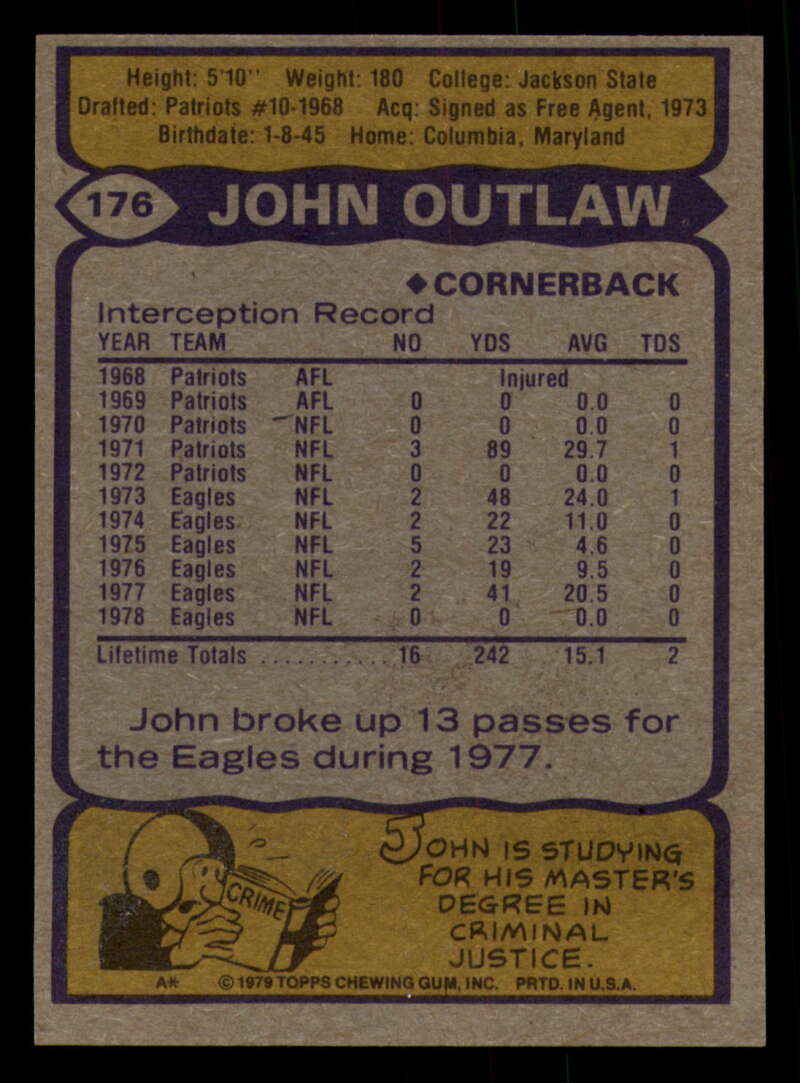 Height: 5'10" Weight: 180 College: Jackson State
Drafted: Patriots #10-1968 Acq: Signed as Free Agent, 1973
Birthdate: 1-8-45 Home: Columbia, Maryland
176 JOHN OUTLAW
◆CORNERBACK
Interception Record
YEAR TEAM NO YDS AVG TDS
1968 Patriots AFL Injured
1969 Patriots AFL 0 0 0.0 0
1970 Patriots NFL 0 0 0.0 0
1971 Patriots NFL 3 89 29.7 1
1972 Patriots NFL 0 0 0.0 0
1973 Eagles NFL 2 48 24.0 1
1974 Eagles NFL 2 22 11.0 0
1975 Eagles NFL 5 23 4.6 0
1976 Eagles NFL 2 19 9.5 0
1977 Eagles NFL 2 41 20.5 0
1978 Eagles NFL 0 0 0.0 0
Lifetime Totals ............ 16 242 15.1 2
John broke up 13 passes for
the Eagles during 1977.
JOHN IS STUDYING
FOR HIS MASTER'S
DEGREE IN
CRIMINAL
JUSTICE.
CRIME
A* © 1979 TOPPS CHEWING GUM, INC. PRTD. IN U.S.A.